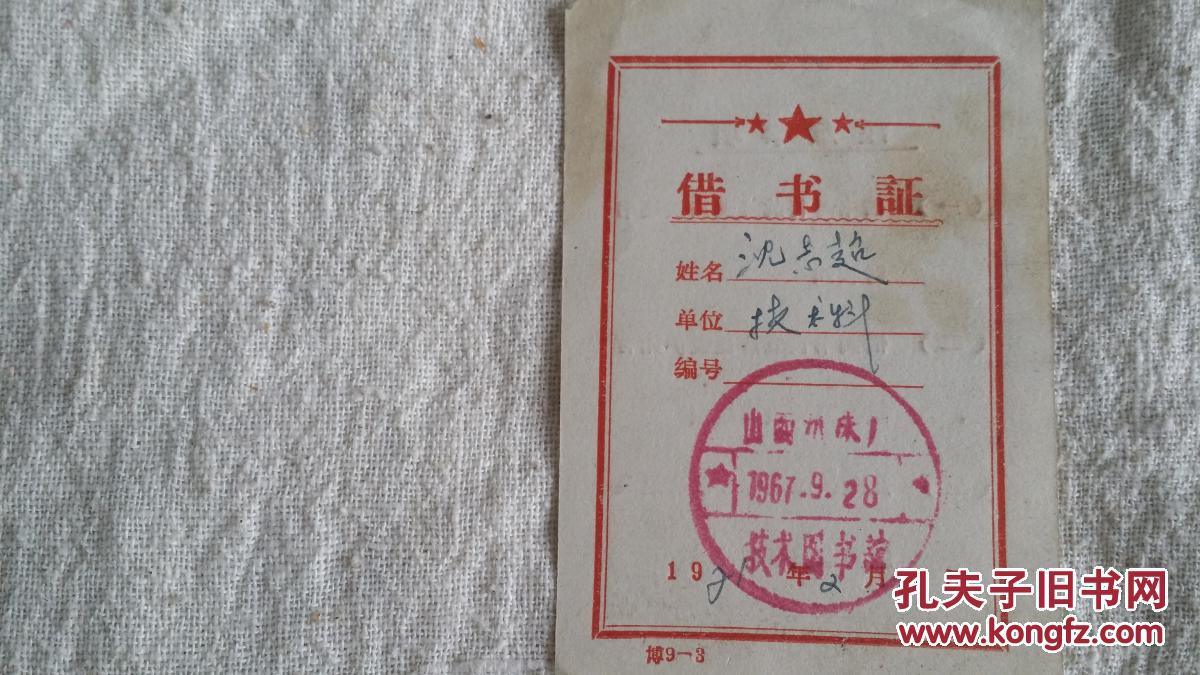 借书証
姓名 沈志超
单位 技术科
编号
山西机床厂
1967.9.28
技术图书馆
19 年2月
博9-3
孔夫子旧书网
www.kongfz.com